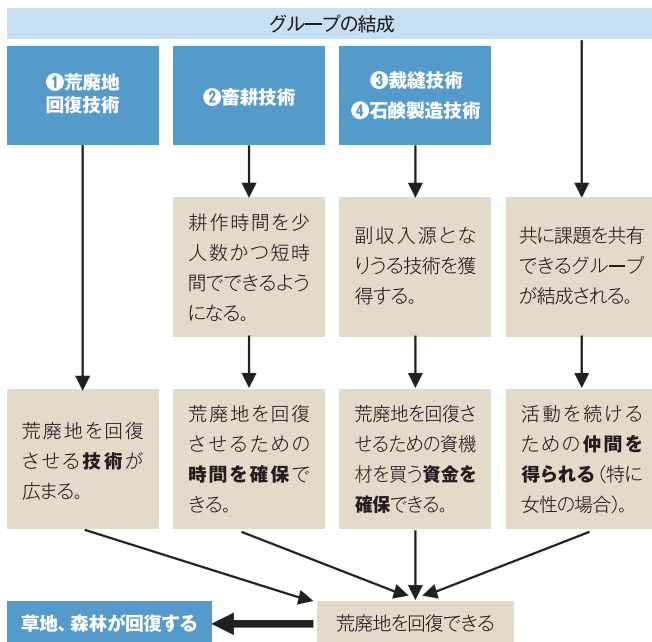 グループの結成
❶荒廃地
回復技術
❷畜耕技術
❸裁縫技術
❹石鹸製造技術
耕作時間を少
人数かつ短時
間でできるよう
になる。
副収入源とな
りうる技術を獲
得する。
共に課題を共有
できるグループ
が結成される。
荒廃地を回復
させる技術が
広まる。
荒廃地を回復
させるための
時間を確保で
きる。
荒廃地を回復さ
せるための資機
材を買う資金を
確保できる。
活動を続ける
ための仲間を
得られる（特に
女性の場合）。
草地、森林が回復する
荒廃地を回復できる